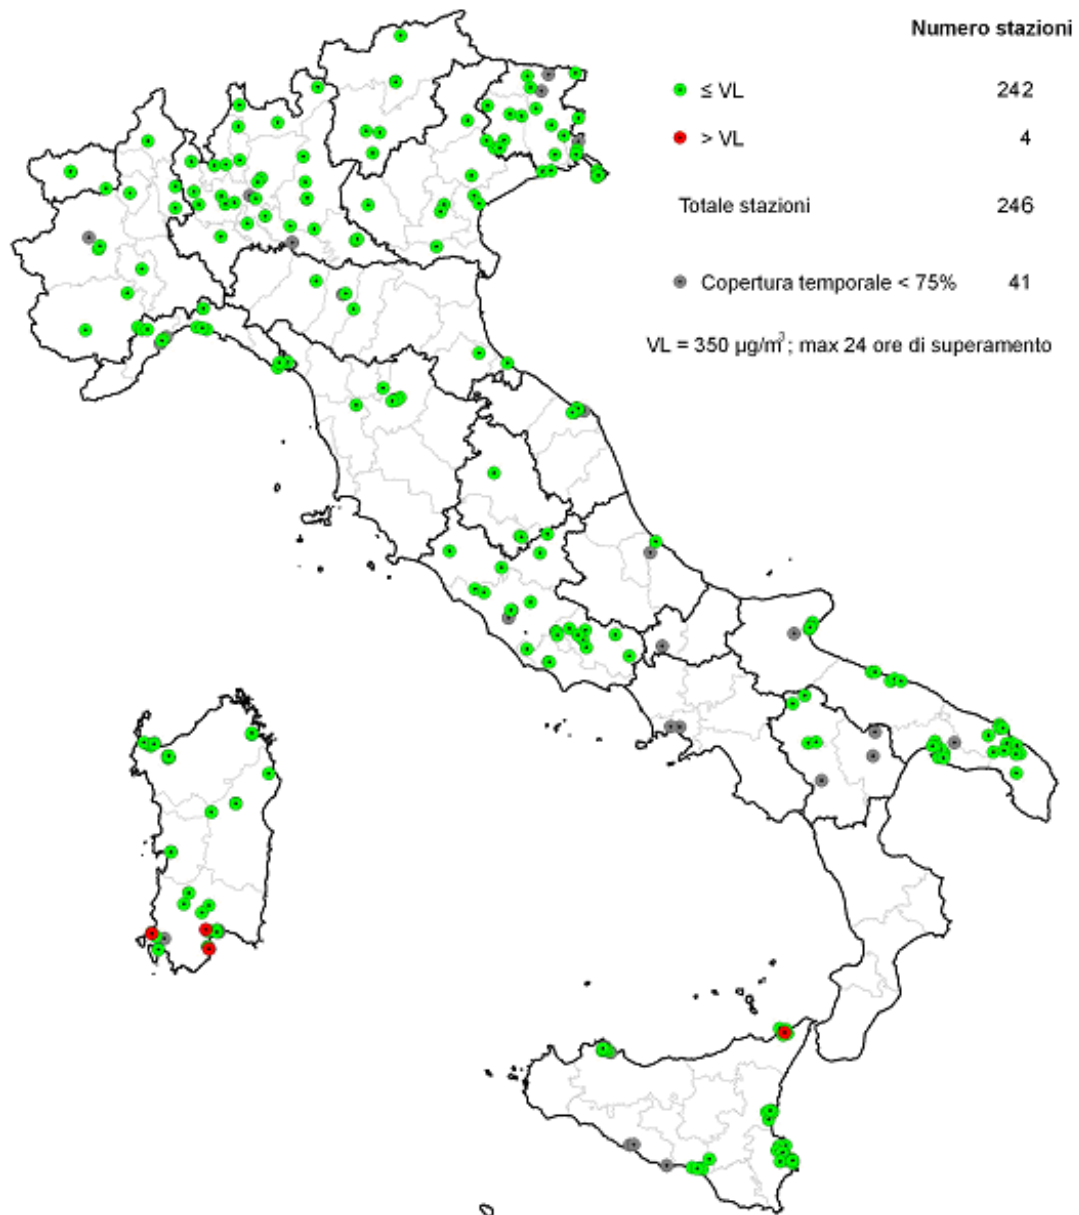 Numero stazioni
≤ VL 242
> VL 4
Totale stazioni 246
Copertura temporale < 75% 41
VL = 350 µg/m³; max 24 ore di superamento